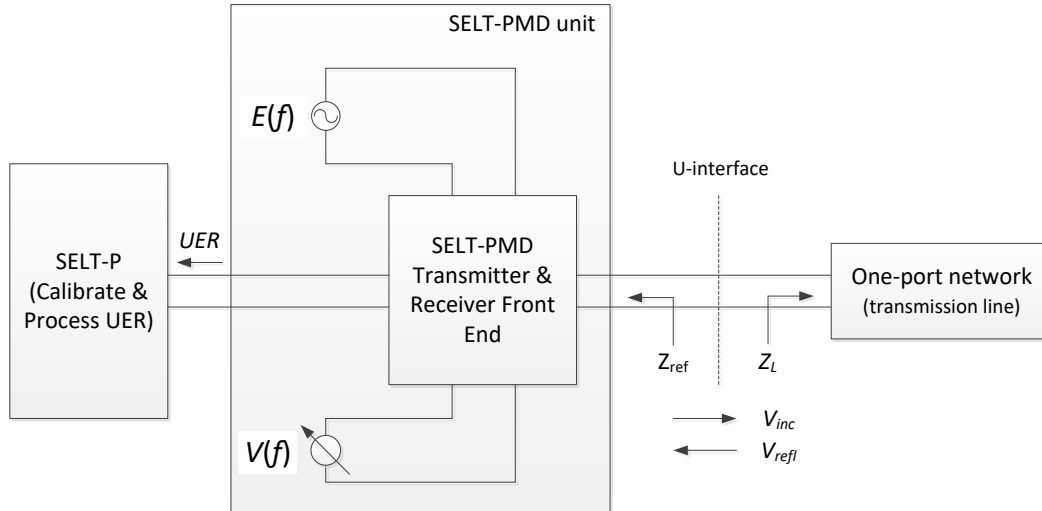 SELT-PMD unit
E(f)
U-interface
UER
SELT-P
(Calibrate &
Process UER)
SELT-PMD
Transmitter &
Receiver Front
End
One-port network
(transmission line)
Zref
ZL
Vinc
Vrefl
V(f)